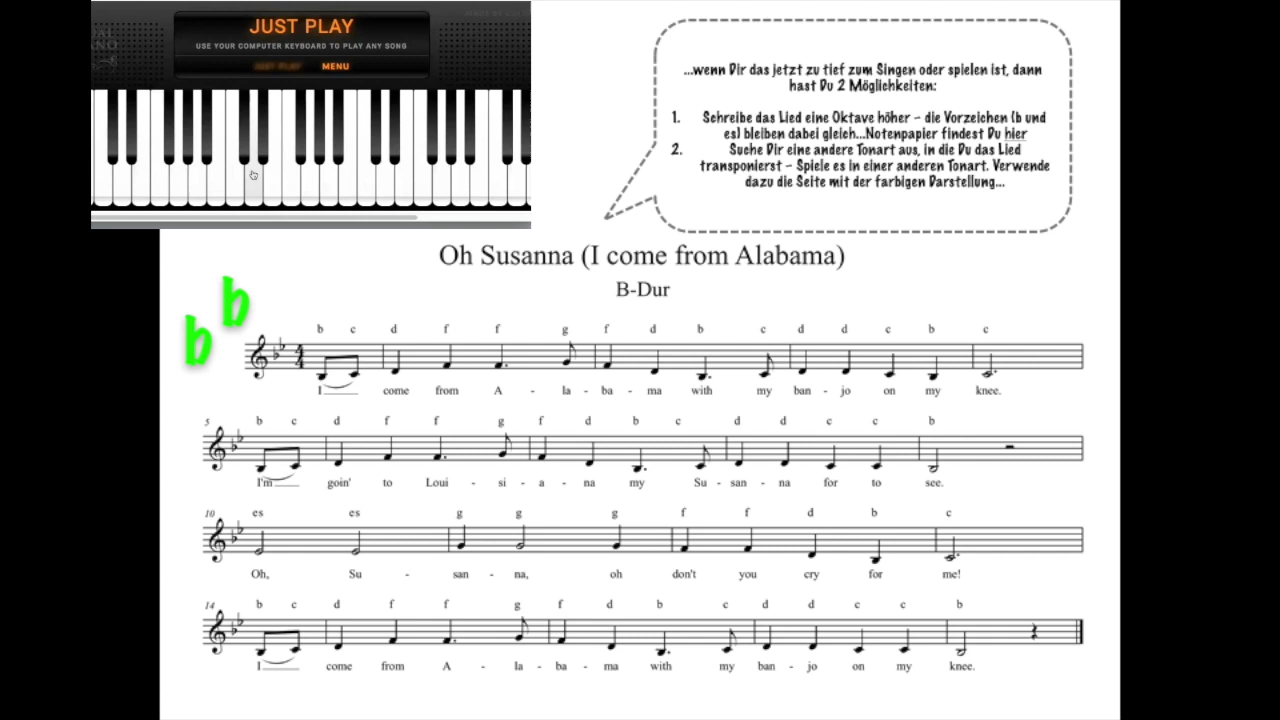 JUST PLAY
USE YOUR COMPUTER KEYBOARD TO PLAY ANY SONG
JUST PLAY MENU
...wenn Dir das jetzt zu tief zum Singen oder spielen ist, dann
hast Du 2 Möglichkeiten:
1. Schreibe das Lied eine Oktave höher – die Vorzeichen (b und
es) bleiben dabei gleich...Notenpapier findest Du hier
2. Suche Dir eine andere Tonart aus, in die Du das Lied
transponierst – Spiele es in einer anderen Tonart. Verwende
dazu die Seite mit der farbigen Darstellung...
Oh Susanna (I come from Alabama)
B-Dur
b b
b c d f f g f d b c d d c b c
4
4
I come from A - la - ba - ma with my ban - jo on my knee.
5 b c d f f g f d b c d d c c b
I'm goin' to Loui - si - a - na my Su - san - na for to see.
10 es es g g g f f d b c
Oh, Su - san - na, oh don't you cry for me!
14 b c d f f g f d b c d d c c b
I come from A - la - ba - ma with my ban - jo on my knee.